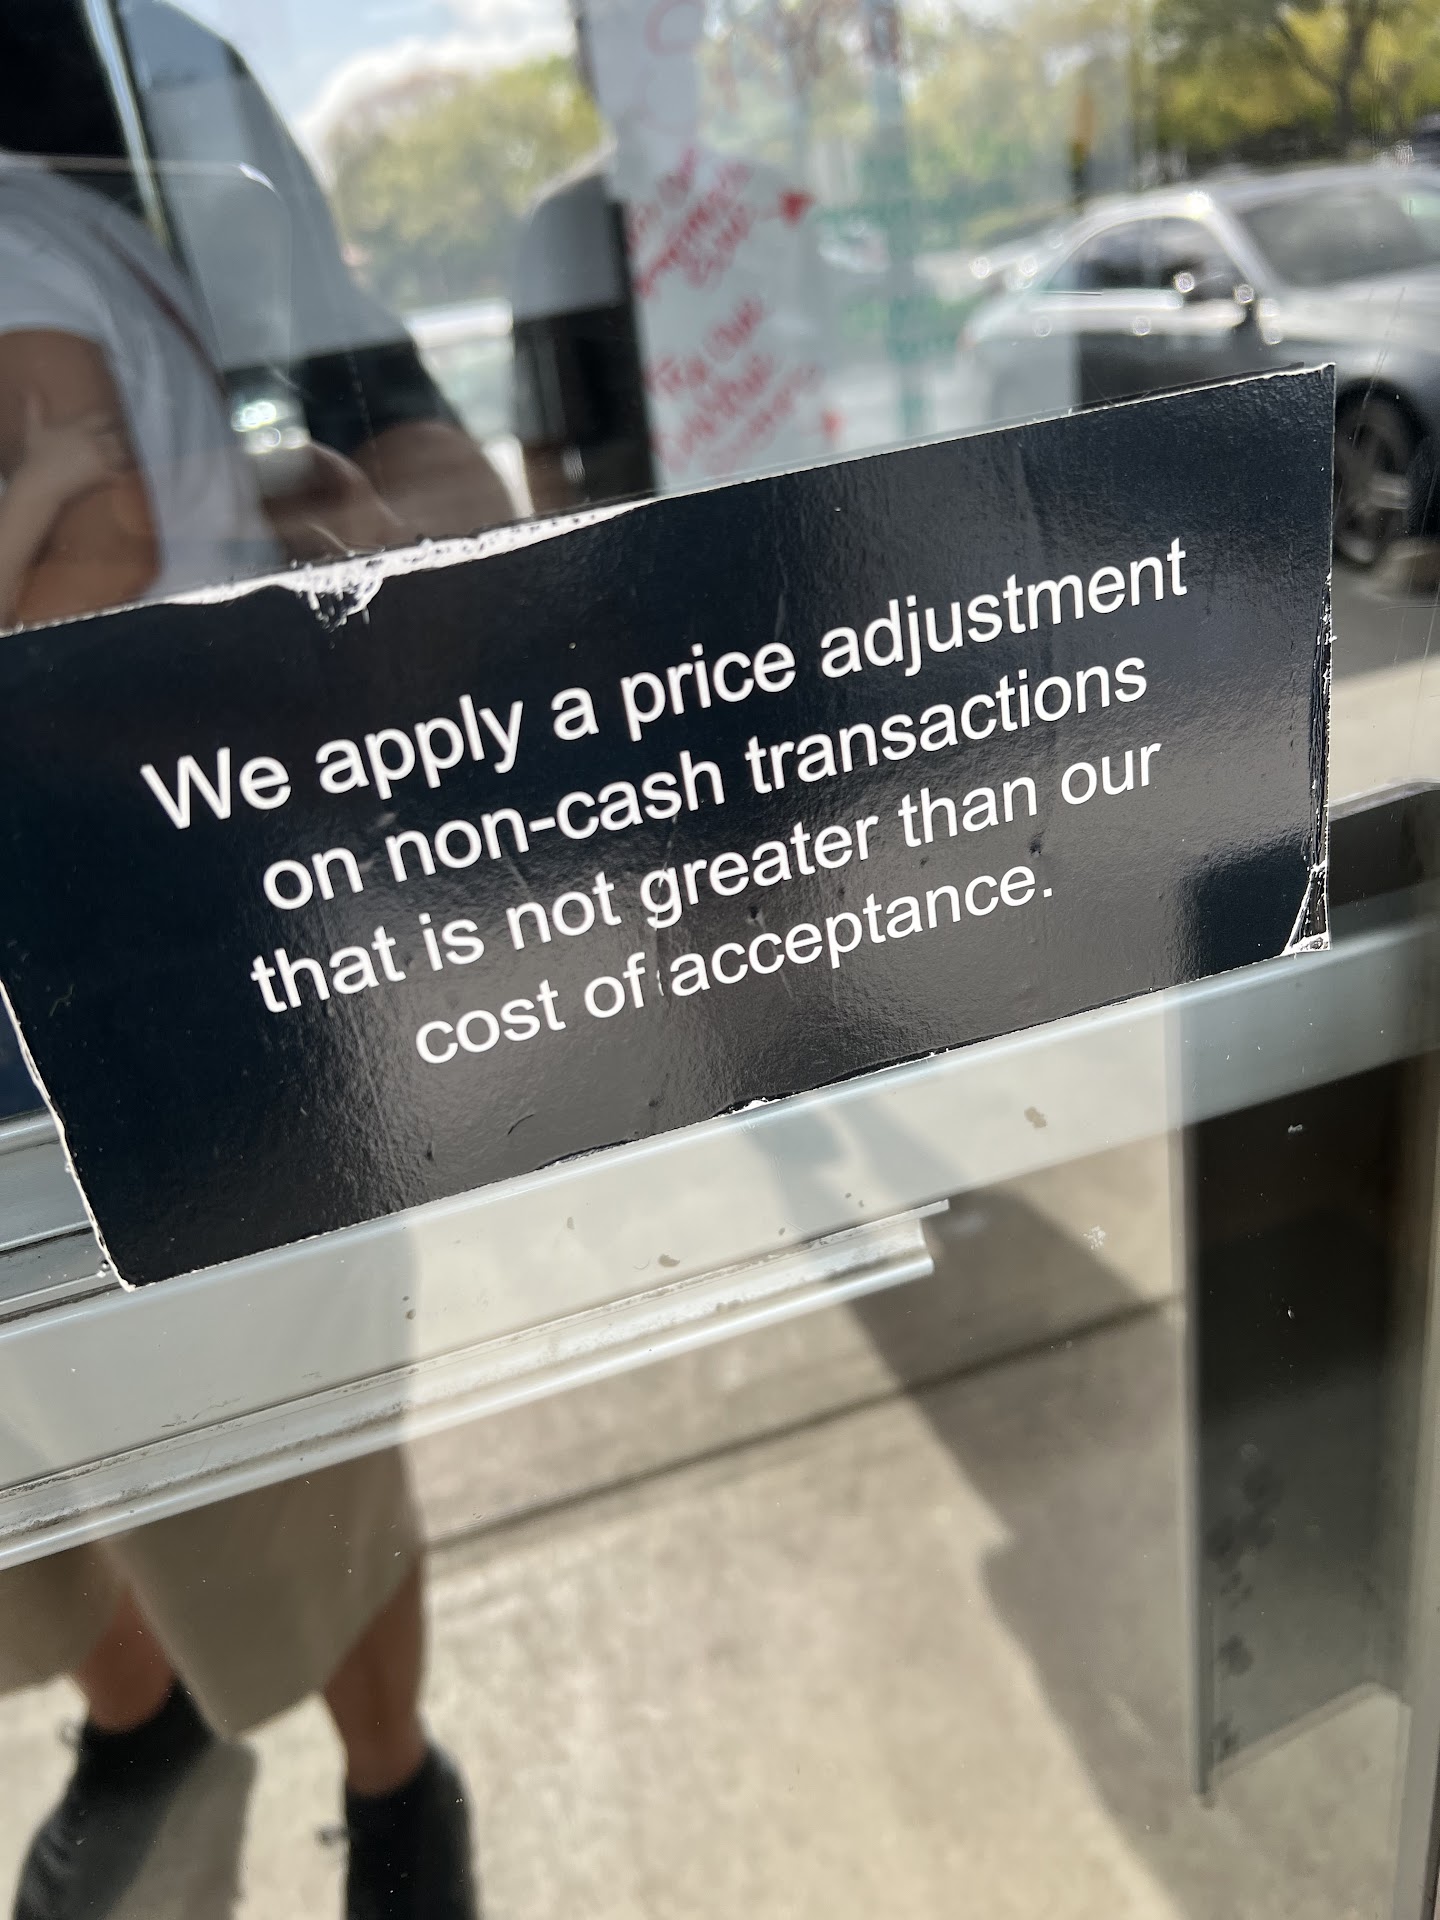 We apply a price adjustment
on non-cash transactions
that is not greater than our
cost of acceptance.